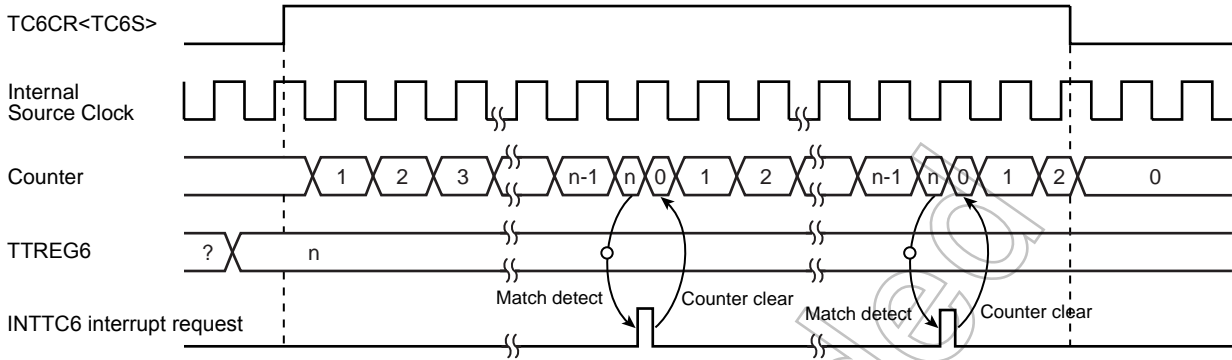 TC6CR<TC6S>
Internal
Source Clock
Counter
1 2 3 n-1 n 0 1 2 n-1 n 0 1 2 0
TTREG6
? n
Match detect Counter clear Match detect Counter clear
INTTC6 interrupt request